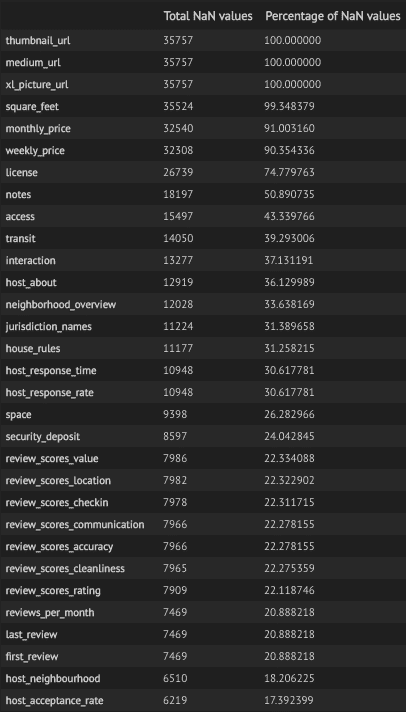 Total NaN values Percentage of NaN values
thumbnail_url 35757 100.000000
medium_url 35757 100.000000
xl_picture_url 35757 100.000000
square_feet 35524 99.348379
monthly_price 32540 91.003160
weekly_price 32308 90.354336
license 26739 74.779763
notes 18197 50.890735
access 15497 43.339766
transit 14050 39.293006
interaction 13277 37.131191
host_about 12919 36.129989
neighborhood_overview 12028 33.638169
jurisdiction_names 11224 31.389658
house_rules 11177 31.258215
host_response_time 10948 30.617781
host_response_rate 10948 30.617781
space 9398 26.282966
security_deposit 8597 24.042845
review_scores_value 7986 22.334088
review_scores_location 7982 22.322902
review_scores_checkin 7978 22.311715
review_scores_communication 7966 22.278155
review_scores_accuracy 7966 22.278155
review_scores_cleanliness 7965 22.275359
review_scores_rating 7909 22.118746
reviews_per_month 7469 20.888218
last_review 7469 20.888218
first_review 7469 20.888218
host_neighbourhood 6510 18.206225
host_acceptance_rate 6219 17.392399